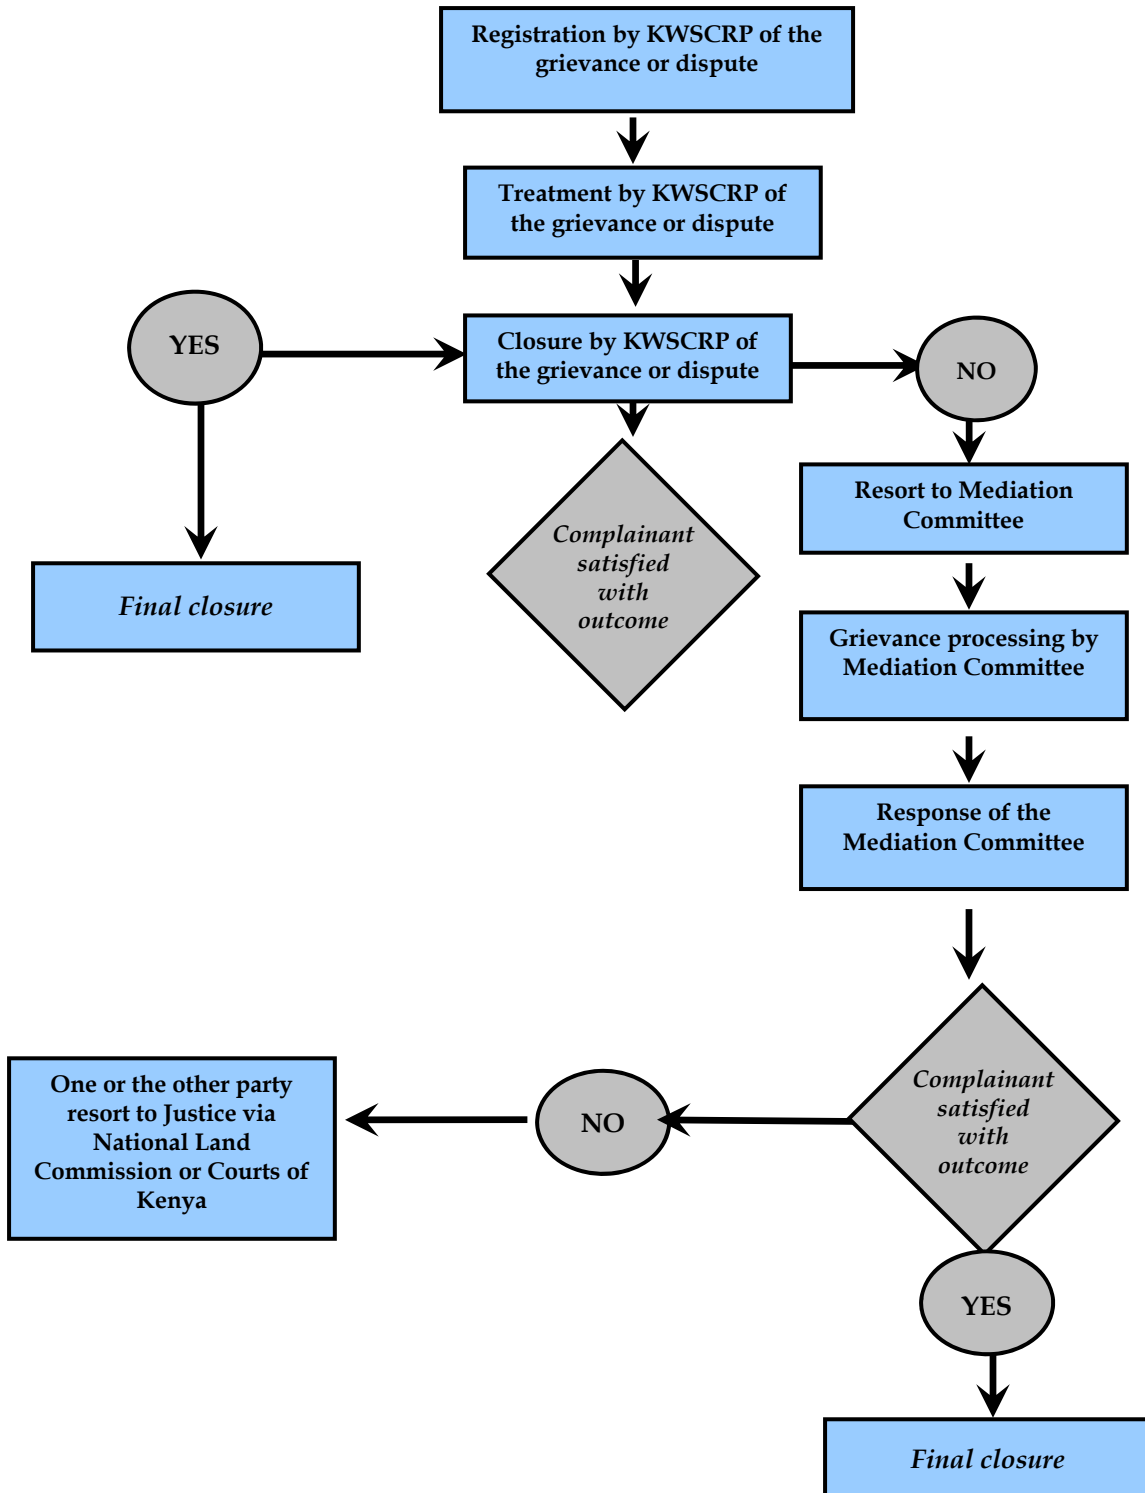 Registration by KWSCRP of the
grievance or dispute
Treatment by KWSCRP of
the grievance or dispute
YES
Closure by KWSCRP of
the grievance or dispute
NO
Complainant
satisfied
with
outcome
Resort to Mediation
Committee
Final closure
Grievance processing by
Mediation Committee
Response of the
Mediation Committee
One or the other party
resort to Justice via
National Land
Commission or Courts of
Kenya
NO
Complainant
satisfied
with
outcome
YES
Final closure